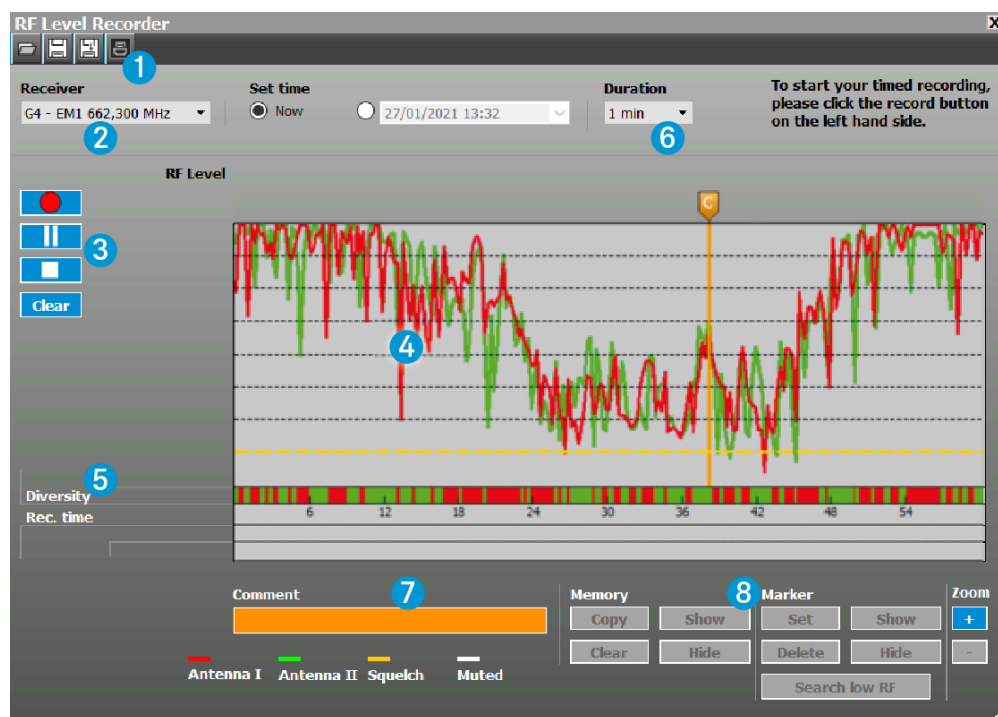 RF Level Recorder
X
1
Receiver
Set time
Duration
To start your timed recording,
please click the record button
on the left hand side.
G4 - EM1 662,300 MHz
Now
27/01/2021 13:32
1 min
2
6
RF Level
C
3
Clear
4
5
Diversity
Rec. time
6 12 18 24 30 36 42 48 54
Comment
7
Memory
8
Marker
Zoom
Copy
Show
Set
Show
+
Clear
Hide
Delete
Hide
-
Search low RF
Antenna I
Antenna II
Squelch
Muted